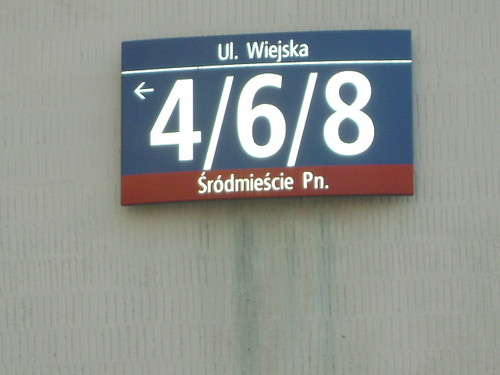 Ul. Wiejska
← 4/6/8
Śródmieście Pn.